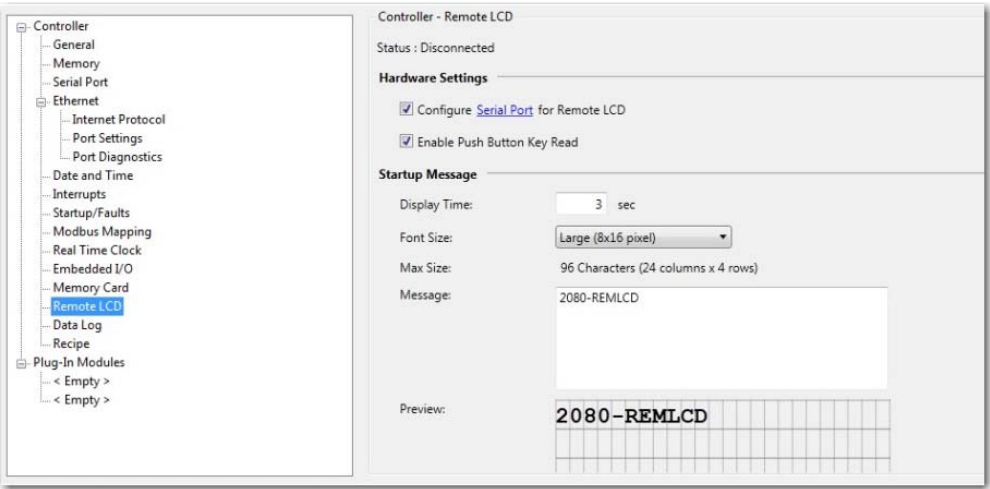 Controller
General
Memory
Serial Port
Ethernet
Internet Protocol
Port Settings
Port Diagnostics
Date and Time
Interrupts
Startup/Faults
Modbus Mapping
Real Time Clock
Embedded I/O
Memory Card
Remote LCD
Data Log
Recipe
Plug-In Modules
< Empty >
< Empty >
Controller - Remote LCD
Status : Disconnected
Hardware Settings
Configure Serial Port for Remote LCD
Enable Push Button Key Read
Startup Message
Display Time: 3 sec
Font Size: Large (8x16 pixel)
Max Size: 96 Characters (24 columns x 4 rows)
Message: 2080-REMLCD
Preview: 2080-REMLCD